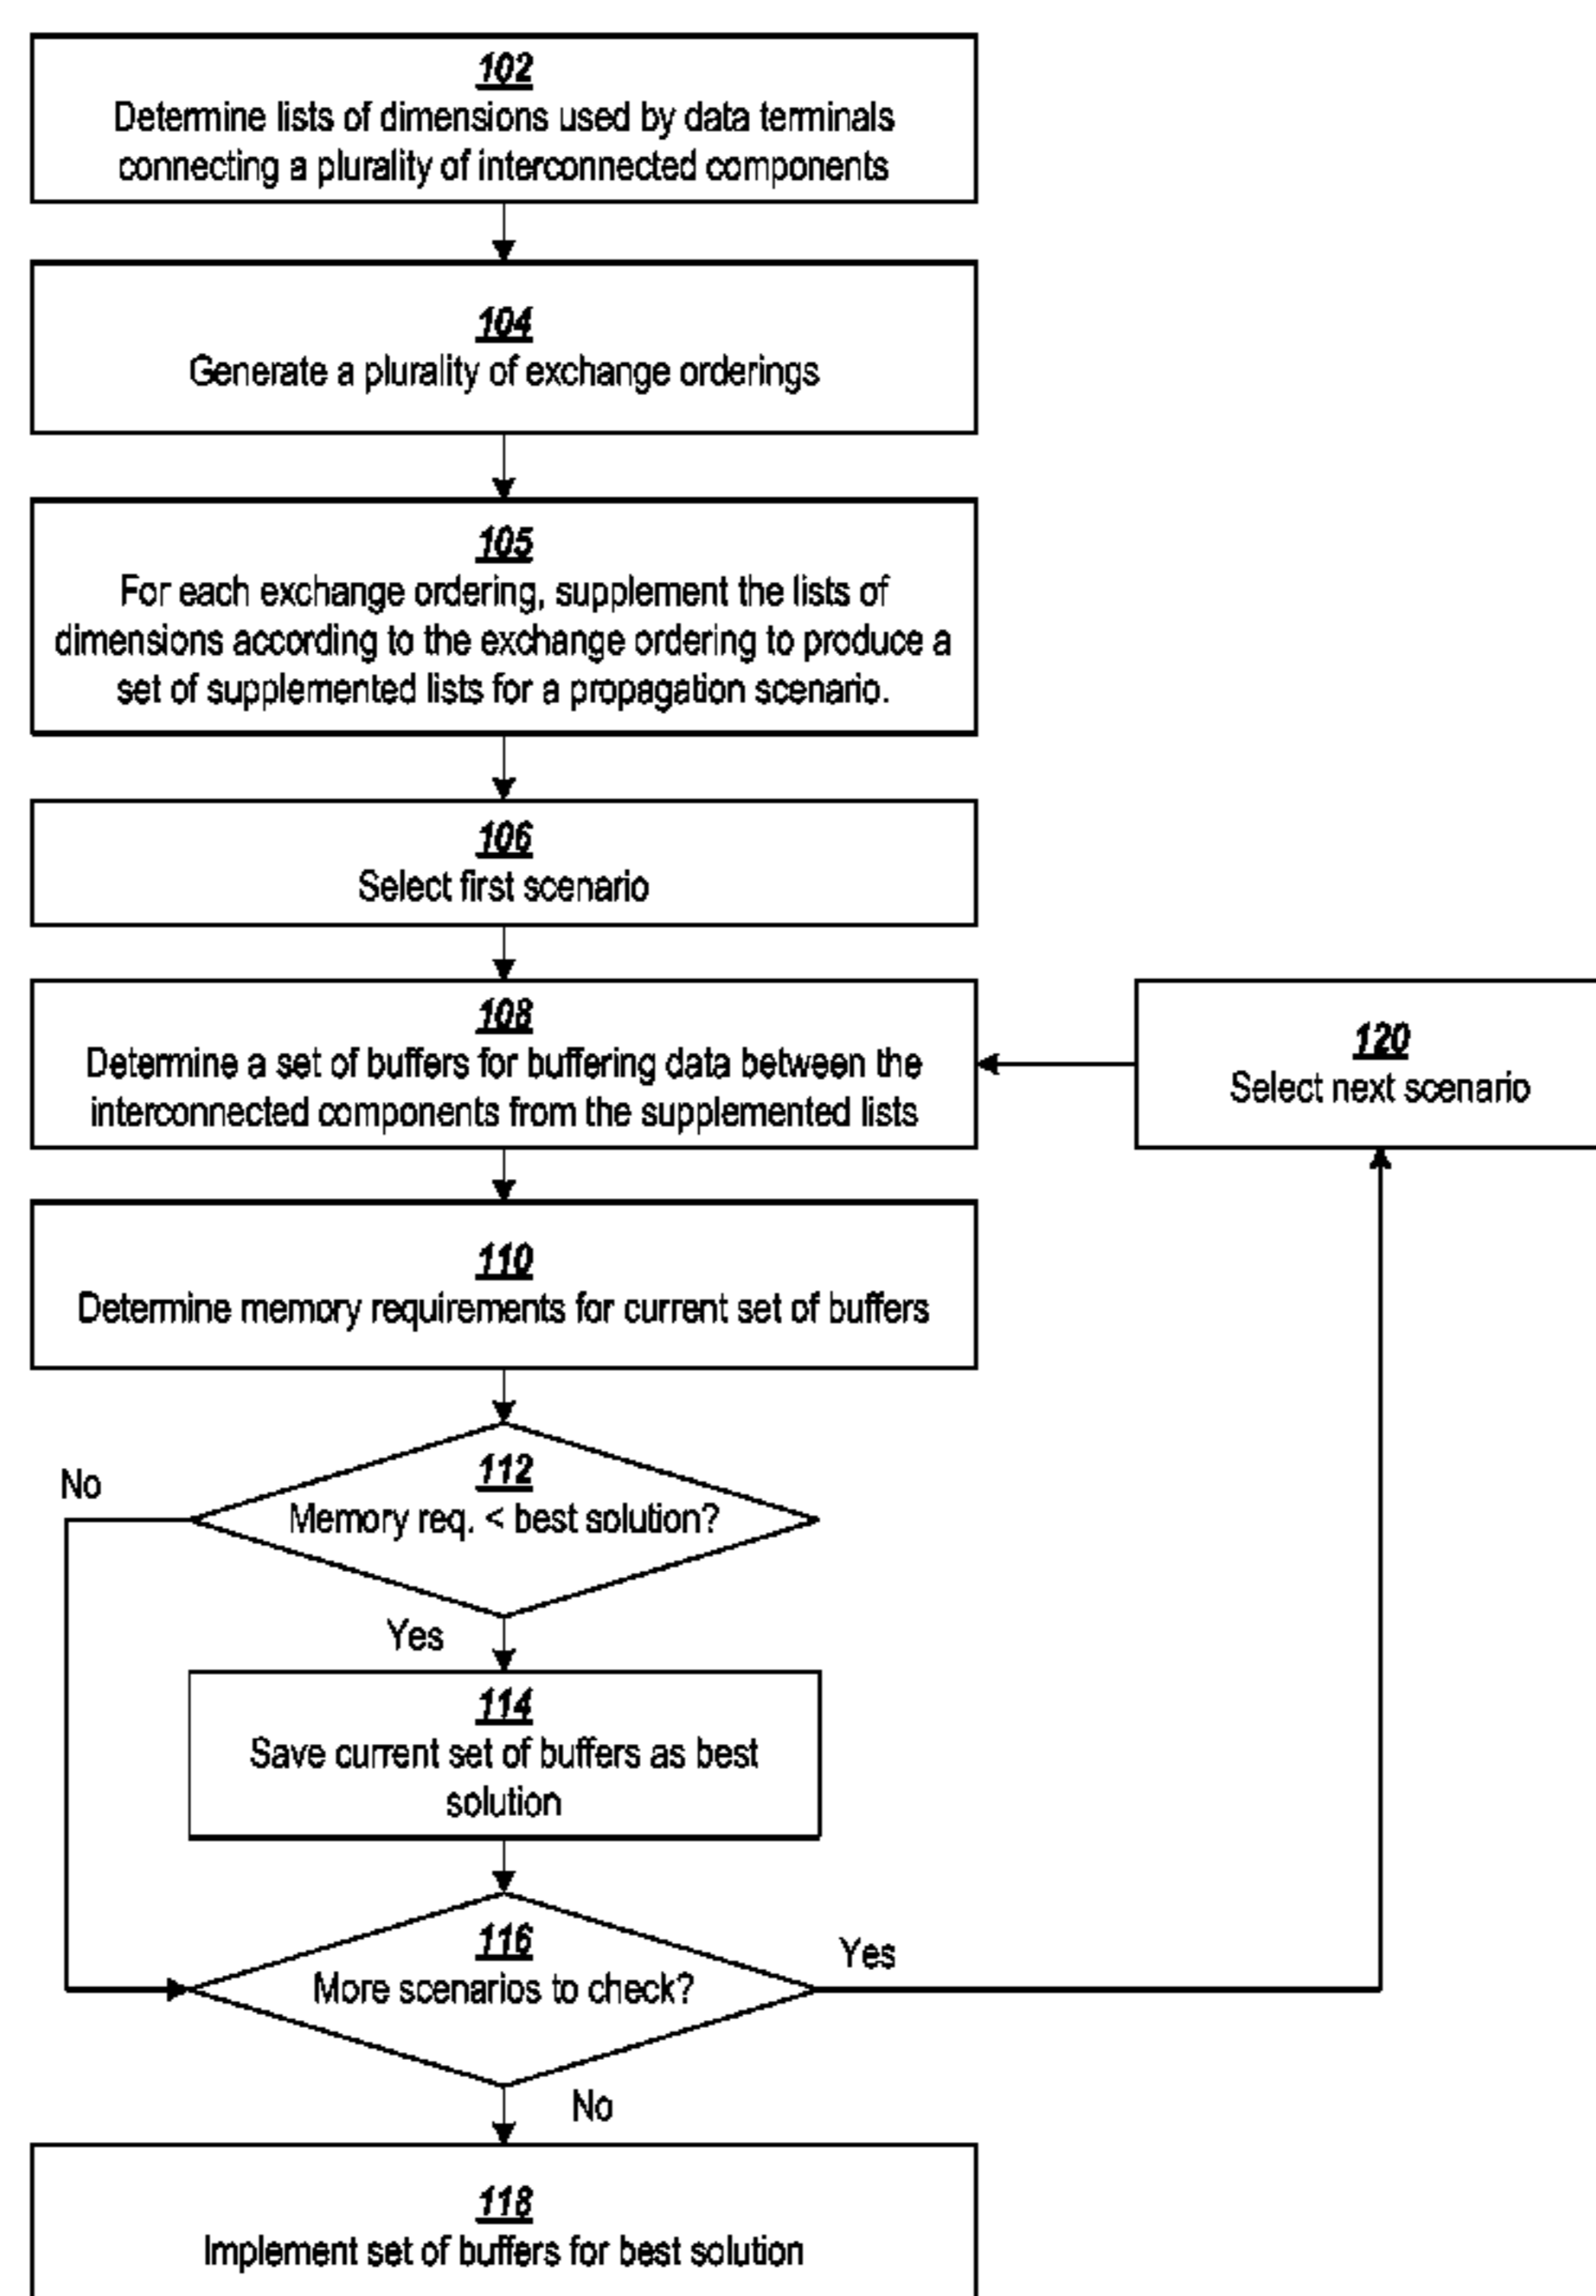 102
Determine lists of dimensions used by data terminals
connecting a plurality of interconnected components
104
Generate a plurality of exchange orderings
105
For each exchange ordering, supplement the lists of
dimensions according to the exchange ordering to produce a
set of supplemented lists for a propagation scenario.
106
Select first scenario
108
Determine a set of buffers for buffering data between the
interconnected components from the supplemented lists
120
Select next scenario
110
Determine memory requirements for current set of buffers
112
Memory req. < best solution?
No
Yes
114
Save current set of buffers as best
solution
116
More scenarios to check?
Yes
No
118
Implement set of buffers for best solution